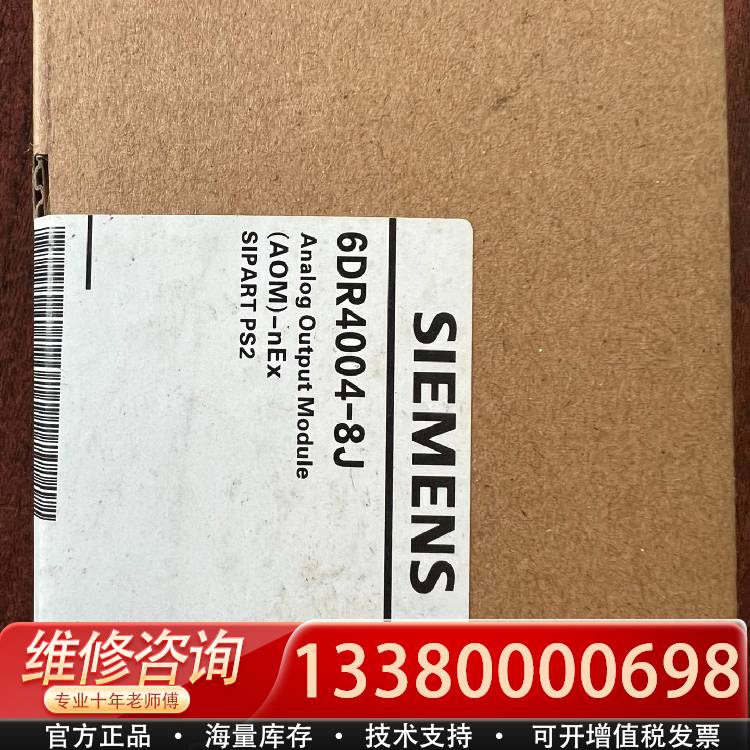 SIEMENS
6DR4004-8J
Analog Output Module
(AOM)-nEx
SIPART PS2
维修咨询
专业十年老师傅
13380000698
官方正品 · 海量库存 · 技术支持 · 可开增值税发票